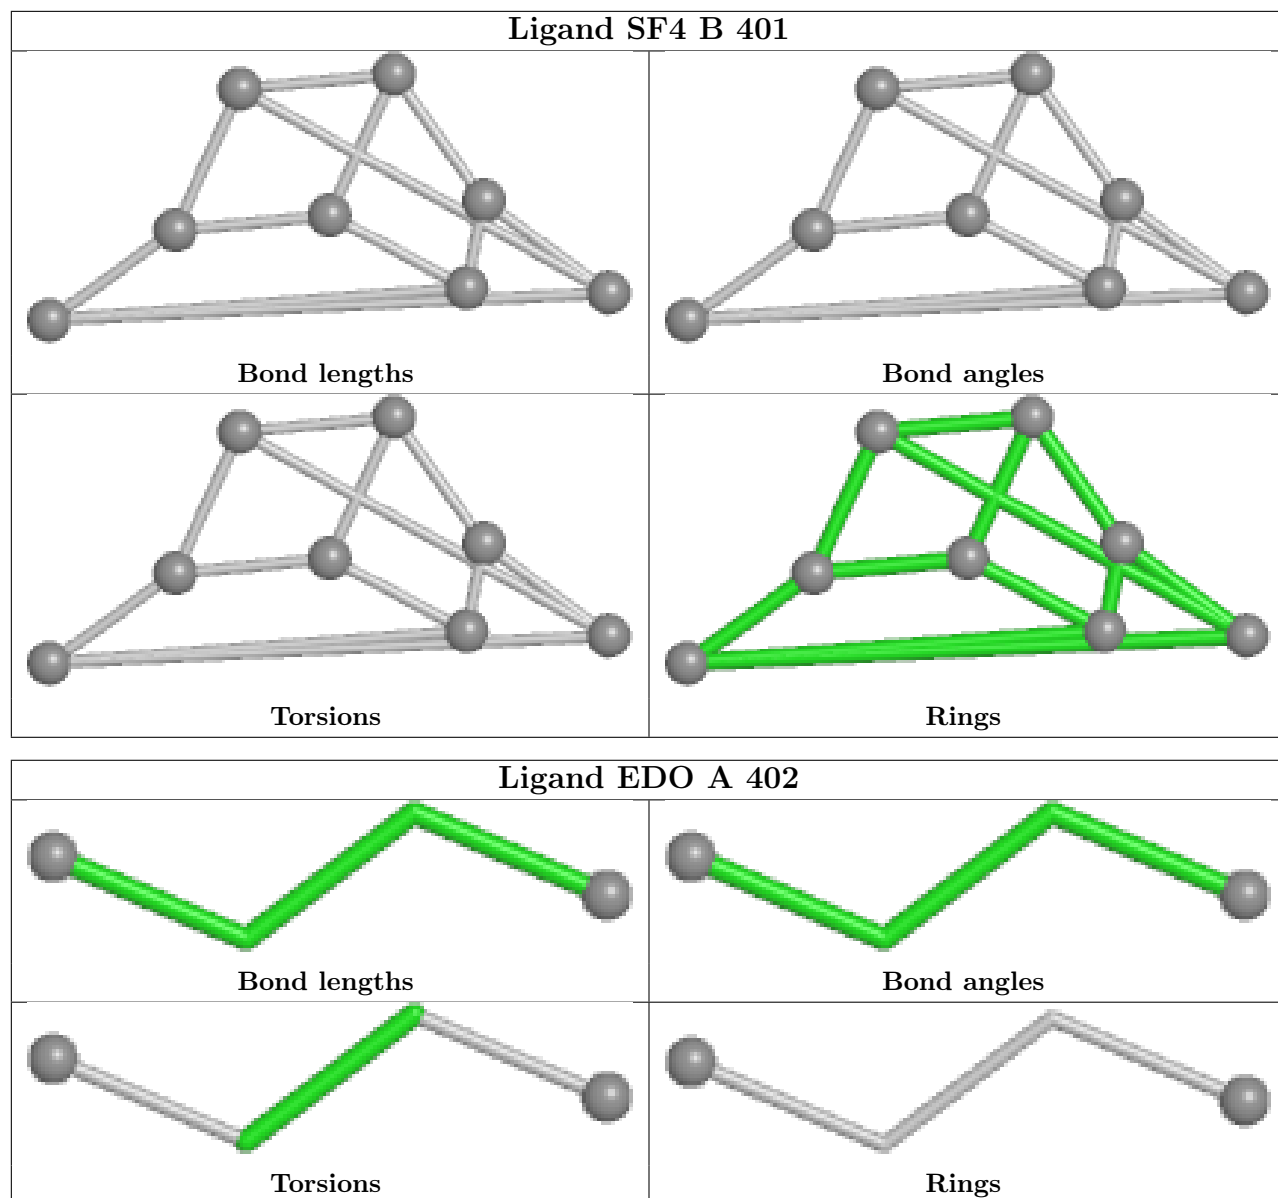 Ligand SF4 B 401
Bond lengths
Bond angles
Torsions
Rings
Ligand EDO A 402
Bond lengths
Bond angles
Torsions
Rings